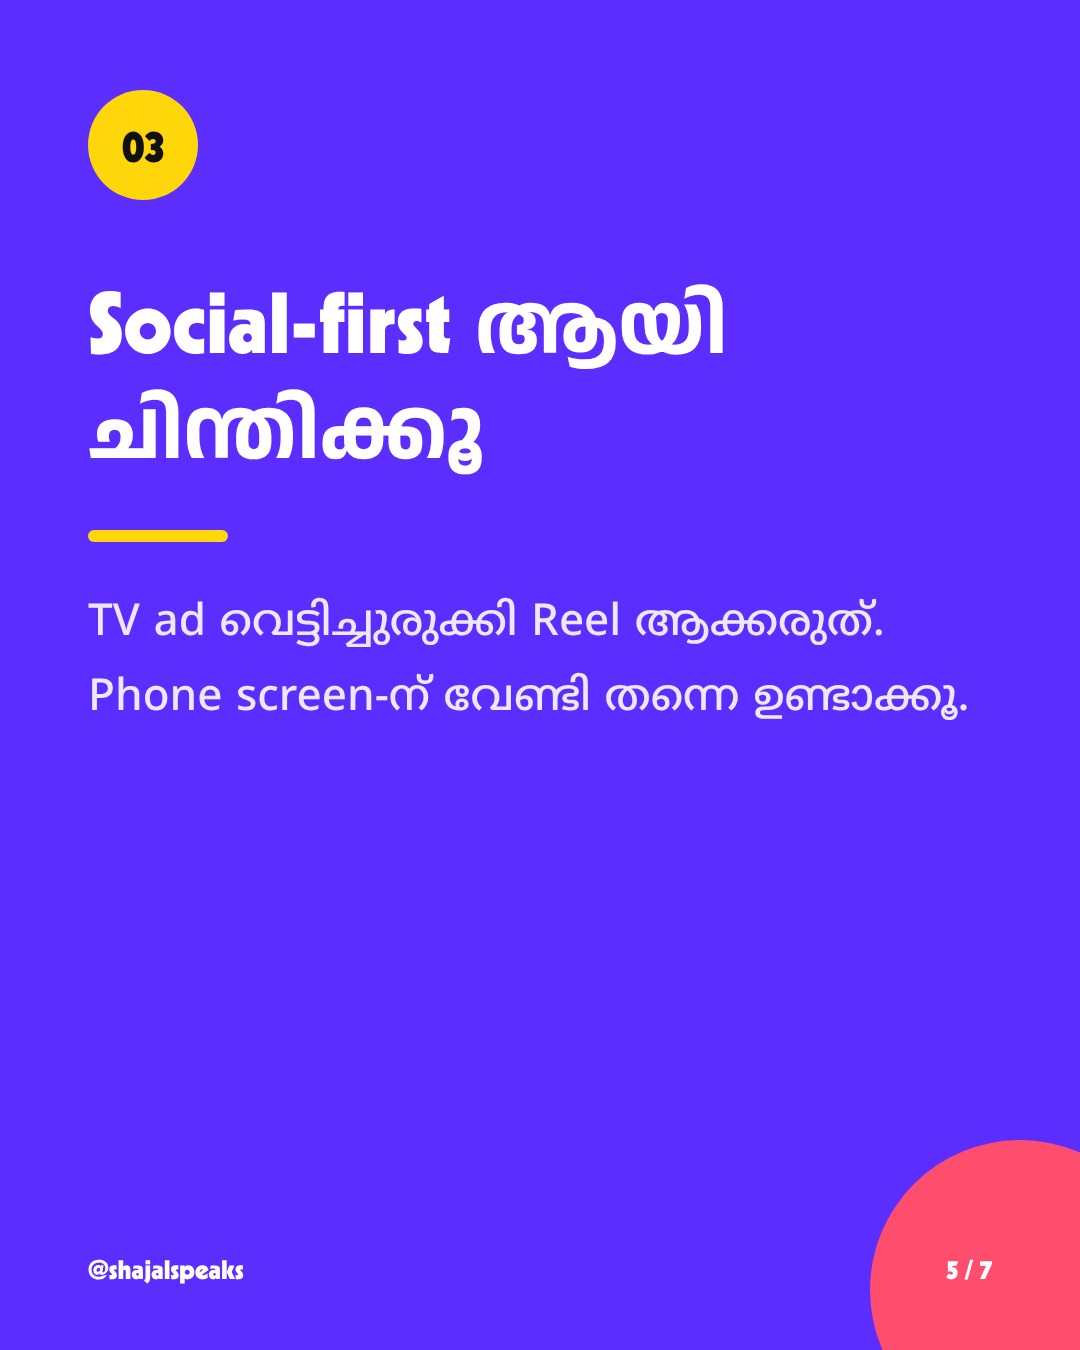 03
Social-first ആയി
ചിന്തിക്കൂ
TV ad വെട്ടിച്ചുരുക്കി Reel ആക്കരുത്.
Phone screen-ന് വേണ്ടി തന്നെ ഉണ്ടാക്കൂ.
@shajalspeaks
5 / 7